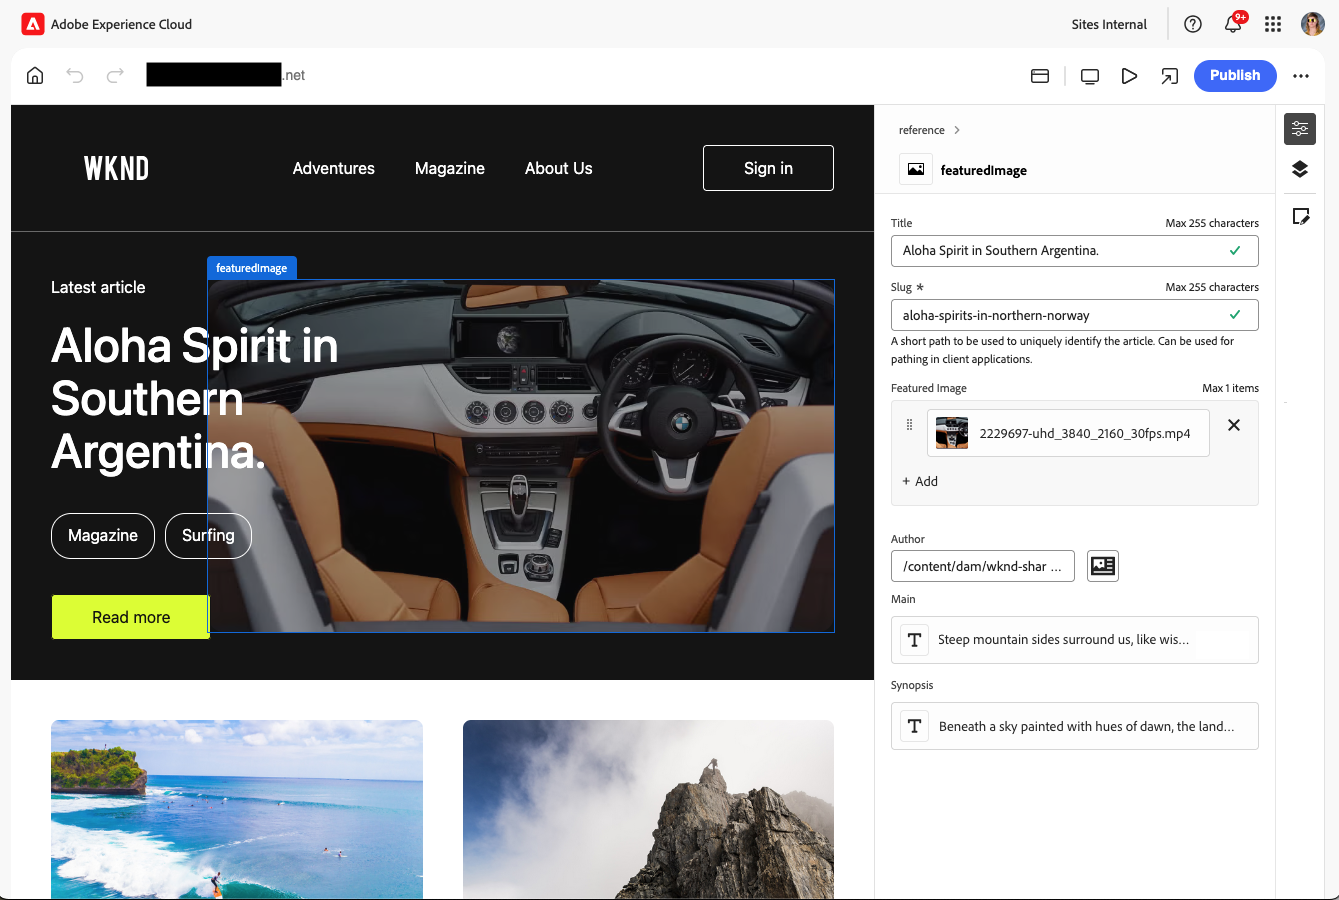 Adobe Experience Cloud
Sites Internal
9+
.net
Publish
WKND
Adventures
Magazine
About Us
Sign in
featuredImage
Latest article
Aloha Spirit in
Southern
Argentina.
Magazine
Surfing
Read more
reference
featuredImage
Title
Max 255 characters
Aloha Spirit in Southern Argentina.
Slug *
Max 255 characters
aloha-spirits-in-northern-norway
A short path to be used to uniquely identify the article. Can be used for
pathing in client applications.
Featured Image
Max 1 items
2229697-uhd_3840_2160_30fps.mp4
+ Add
Author
/content/dam/wknd-shar ...
Main
T
Steep mountain sides surround us, like wis...
Synopsis
T
Beneath a sky painted with hues of dawn, the land...